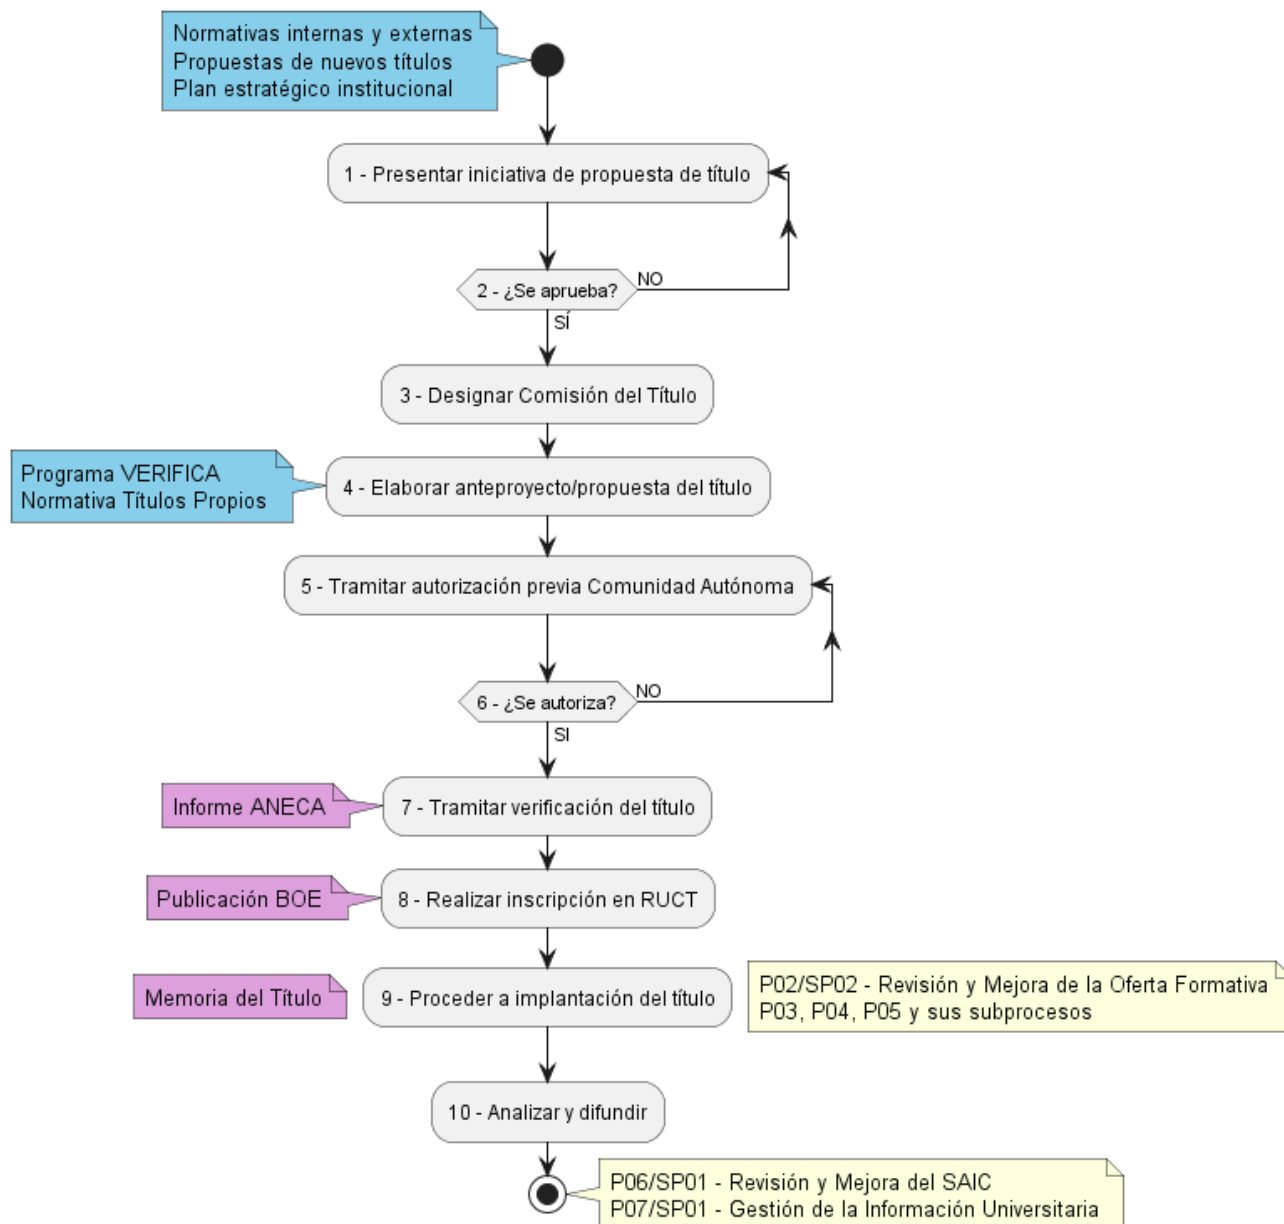 Normativas internas y externas
Propuestas de nuevos títulos
Plan estratégico institucional
1 - Presentar iniciativa de propuesta de título
2 - ¿Se aprueba?
NO
SÍ
3 - Designar Comisión del Título
Programa VERIFICA
Normativa Títulos Propios
4 - Elaborar anteproyecto/propuesta del título
5 - Tramitar autorización previa Comunidad Autónoma
6 - ¿Se autoriza?
NO
SI
Informe ANECA
7 - Tramitar verificación del título
Publicación BOE
8 - Realizar inscripción en RUCT
Memoria del Título
9 - Proceder a implantación del título
P02/SP02 - Revisión y Mejora de la Oferta Formativa
P03, P04, P05 y sus subprocesos
10 - Analizar y difundir
P06/SP01 - Revisión y Mejora del SAIC
P07/SP01 - Gestión de la Información Universitaria